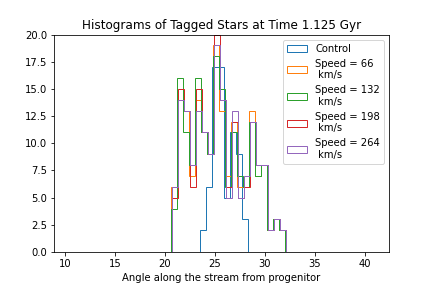 Histograms of Tagged Stars at Time 1.125 Gyr
20.0
17.5
15.0
12.5
10.0
7.5
5.0
2.5
0.0
Control
Speed = 66
km/s
Speed = 132
km/s
Speed = 198
km/s
Speed = 264
km/s
10 15 20 25 30 35 40
Angle along the stream from progenitor